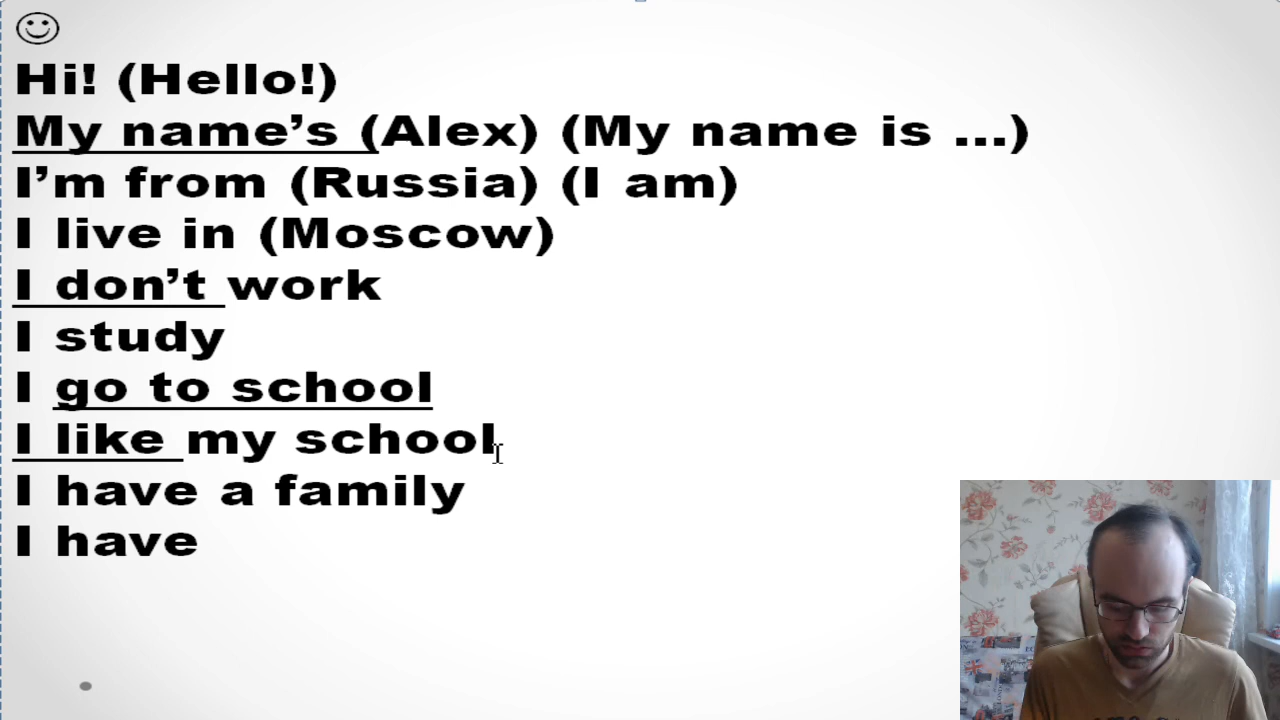 Hi! (Hello!)
My name’s (Alex) (My name is ...)
I’m from (Russia) (I am)
I live in (Moscow)
I don’t work
I study
I go to school
I like my school
I have a family
I have